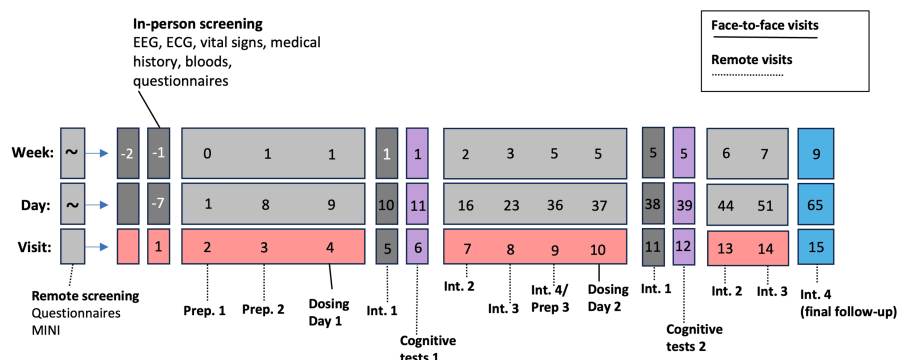 In-person screening
EEG, ECG, vital signs, medical
history, bloods,
questionnaires
Face-to-face visits
Remote visits
Week: ~ -2 -1 0 1 1 1 1 2 3 5 5 5 5 6 7 9
Day: ~ -7 1 8 9 10 11 16 23 36 37 38 39 44 51 65
Visit: 1 2 3 4 5 6 7 8 9 10 11 12 13 14 15
Remote screening
Questionnaires
MINI
Prep. 1
Prep. 2
Dosing
Day 1
Int. 1
Cognitive
tests 1
Int. 2
Int. 3
Int. 4/
Prep 3
Dosing
Day 2
Int. 1
Cognitive
tests 2
Int. 2
Int. 3
Int. 4
(final follow-up)